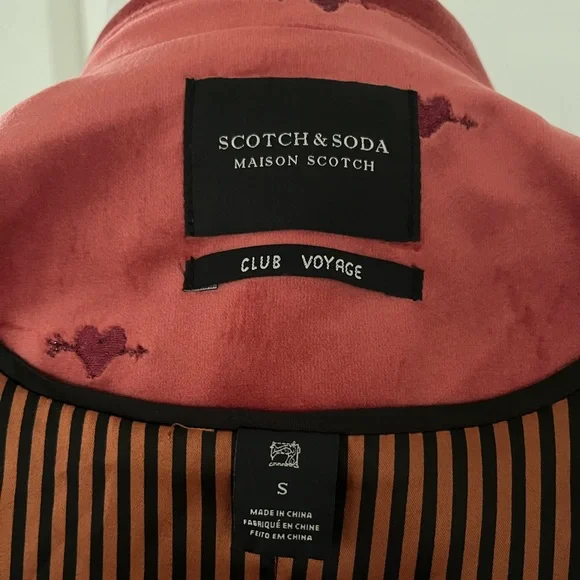 SCOTCH & SODA
MAISON SCOTCH
CLUB VOYAGE
S
MADE IN CHINA
FABRIQUÉ EN CHINE
FEITO EM CHINA